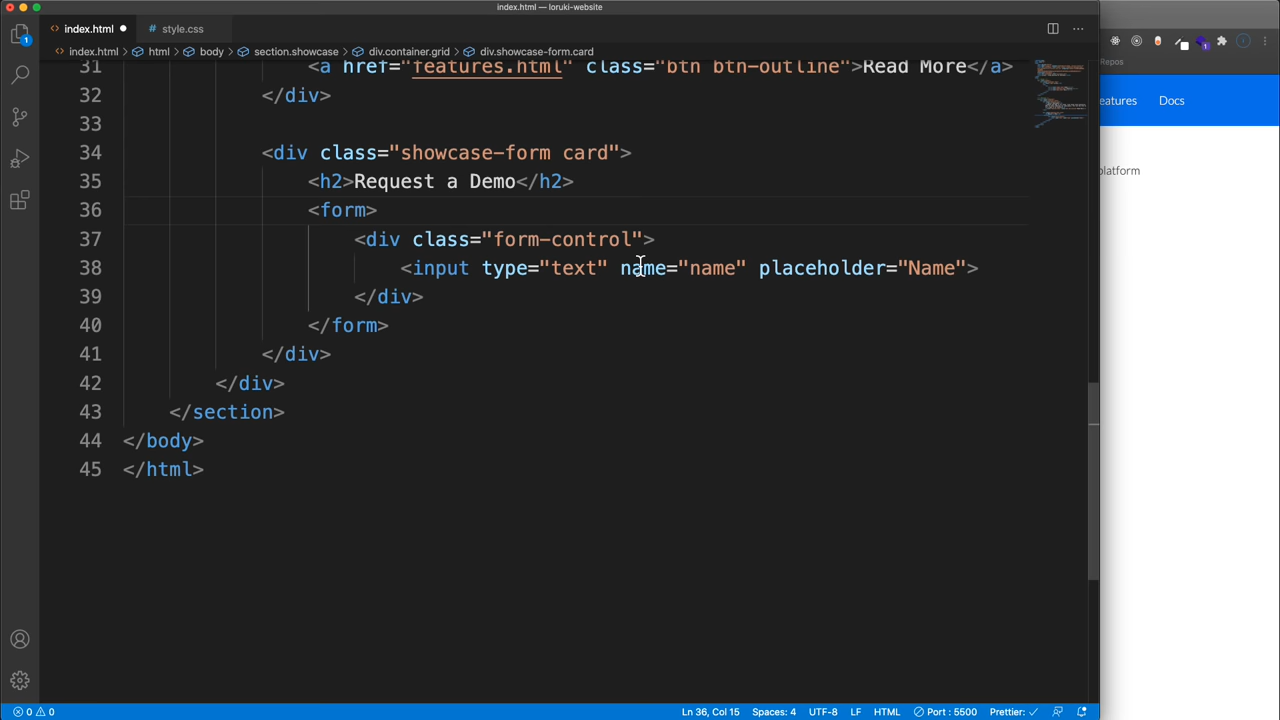 index.html — loruki-website
index.html
style.css
index.html html body section.showcase div.container.grid div.showcase-form.card
31 <a href="features.html" class="btn btn-outline">Read More</a>
32 </div>
33
34 <div class="showcase-form card">
35 <h2>Request a Demo</h2>
36 <form>
37 <div class="form-control">
38 <input type="text" name="name" placeholder="Name">
39 </div>
40 </form>
41 </div>
42 </div>
43 </section>
44 </body>
45 </html>
1
1
Repos
eatures Docs
platform
0 0 Ln 36, Col 15 Spaces: 4 UTF-8 LF HTML Port : 5500 Prettier: ✓